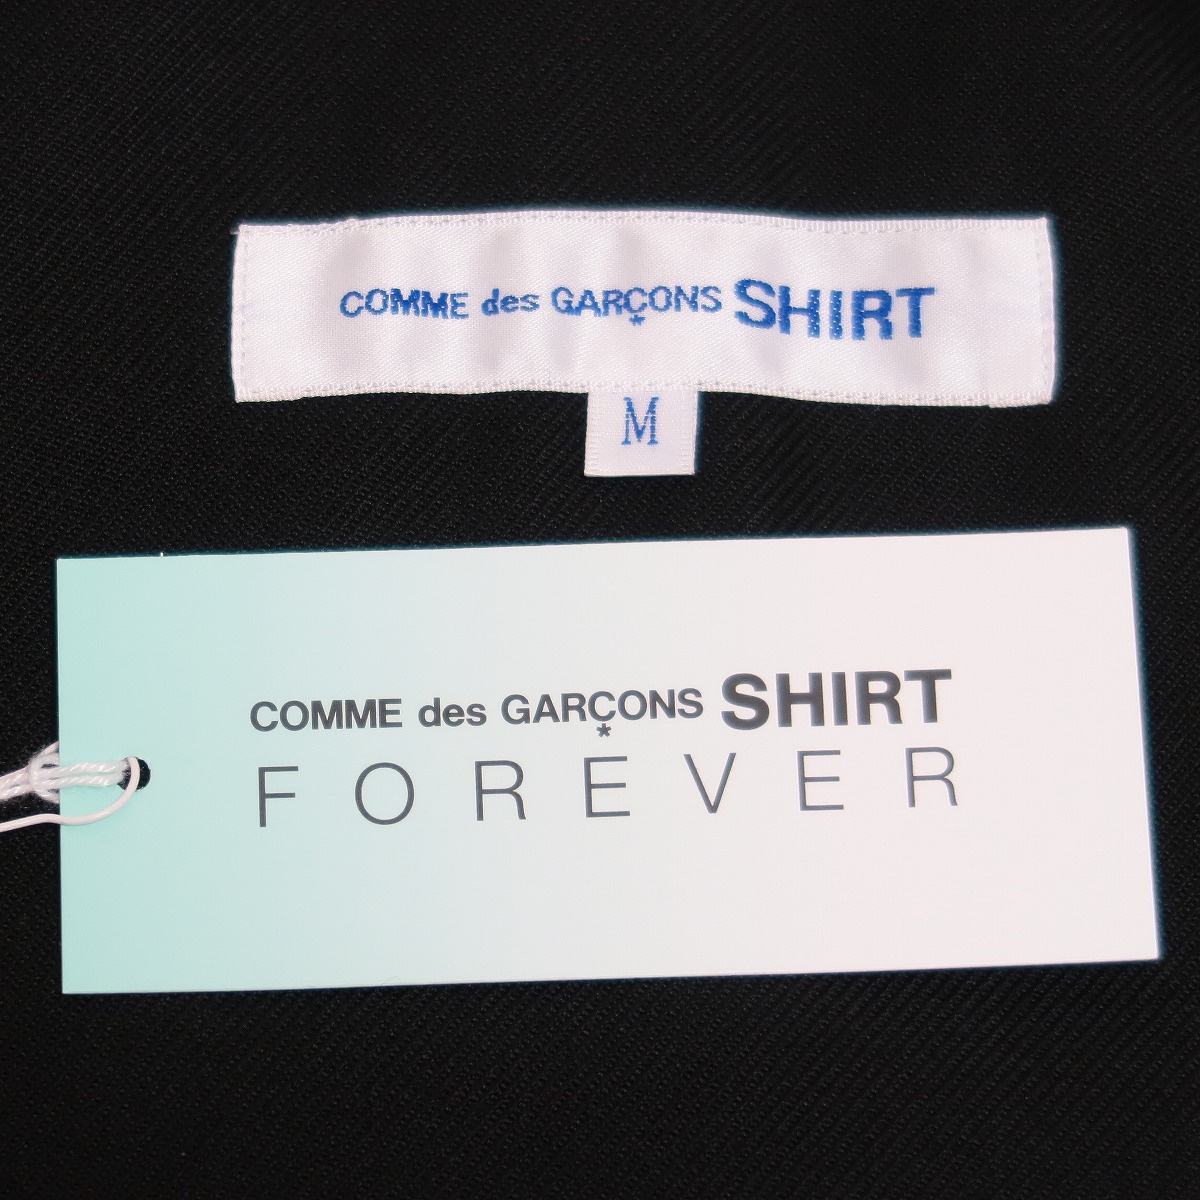 COMME des GARÇONS SHIRT
*
M
COMME des GARÇONS SHIRT
*
FOREVER